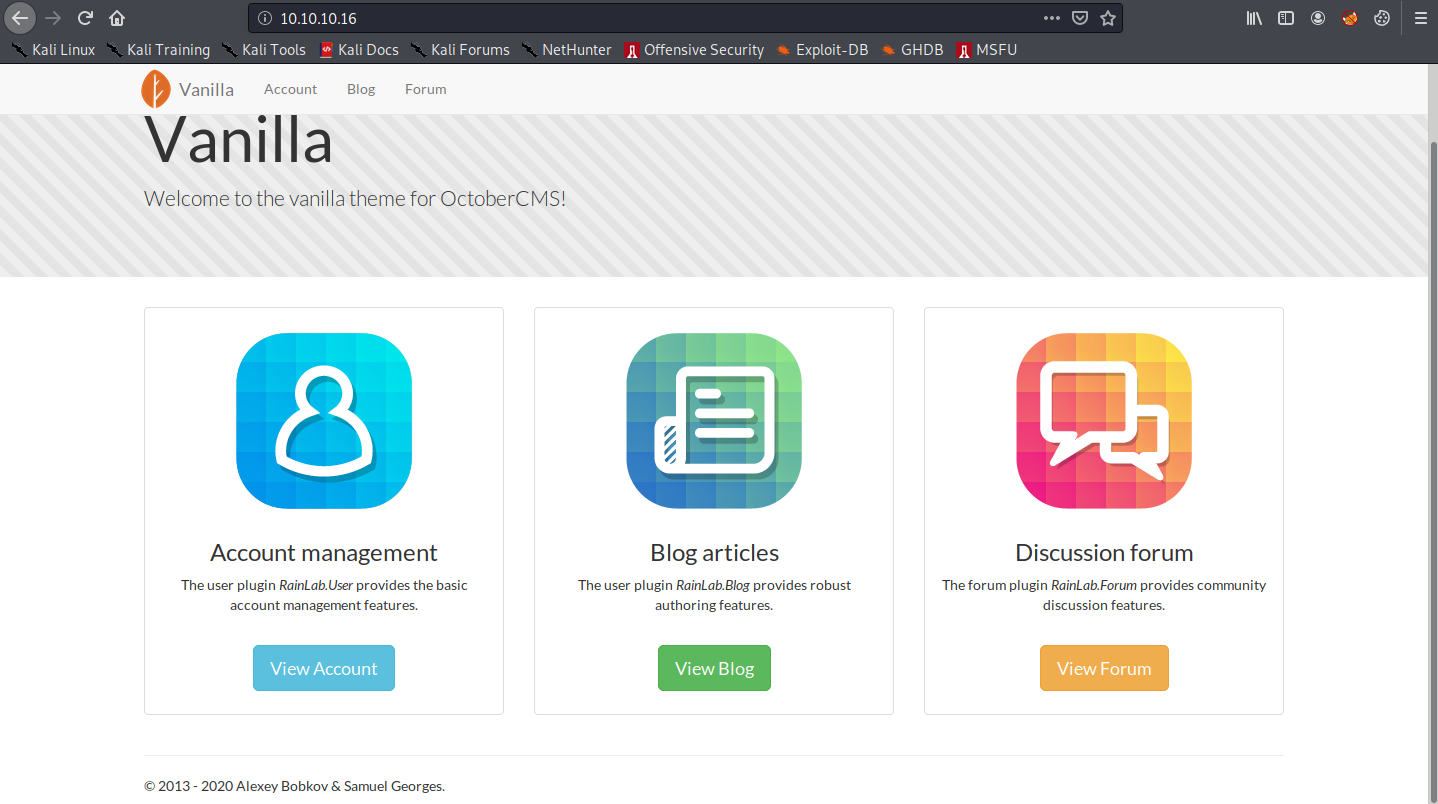 10.10.10.16
Kali Linux Kali Training Kali Tools Kali Docs Kali Forums NetHunter Offensive Security Exploit-DB GHDB MSFU
Vanilla Account Blog Forum
Vanilla
Welcome to the vanilla theme for OctoberCMS!
Account management
The user plugin RainLab.User provides the basic
account management features.
View Account
Blog articles
The user plugin RainLab.Blog provides robust
authoring features.
View Blog
Discussion forum
The forum plugin RainLab.Forum provides community
discussion features.
View Forum
© 2013 - 2020 Alexey Bobkov & Samuel Georges.